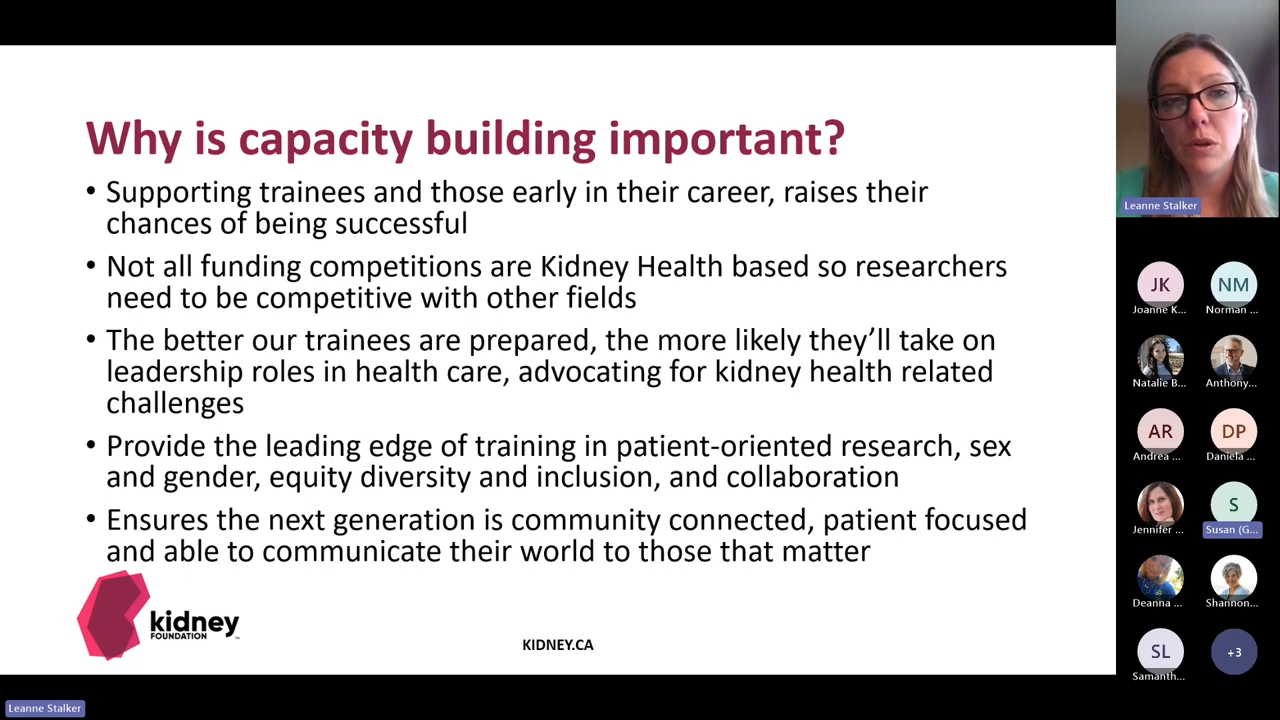 Why is capacity building important?
• Supporting trainees and those early in their career, raises their
chances of being successful
• Not all funding competitions are Kidney Health based so researchers
need to be competitive with other fields
• The better our trainees are prepared, the more likely they’ll take on
leadership roles in health care, advocating for kidney health related
challenges
• Provide the leading edge of training in patient-oriented research, sex
and gender, equity diversity and inclusion, and collaboration
• Ensures the next generation is community connected, patient focused
and able to communicate their world to those that matter
kidney
FOUNDATION
KIDNEY.CA
Leanne Stalker
JK
NM
Joanne K...
Norman ...
Natalie B...
Anthony...
AR
DP
Andrea ...
Daniela ...
S
Jennifer ...
Susan (G...
Deanna ...
Shannon...
SL
+3
Samanth...
Leanne Stalker